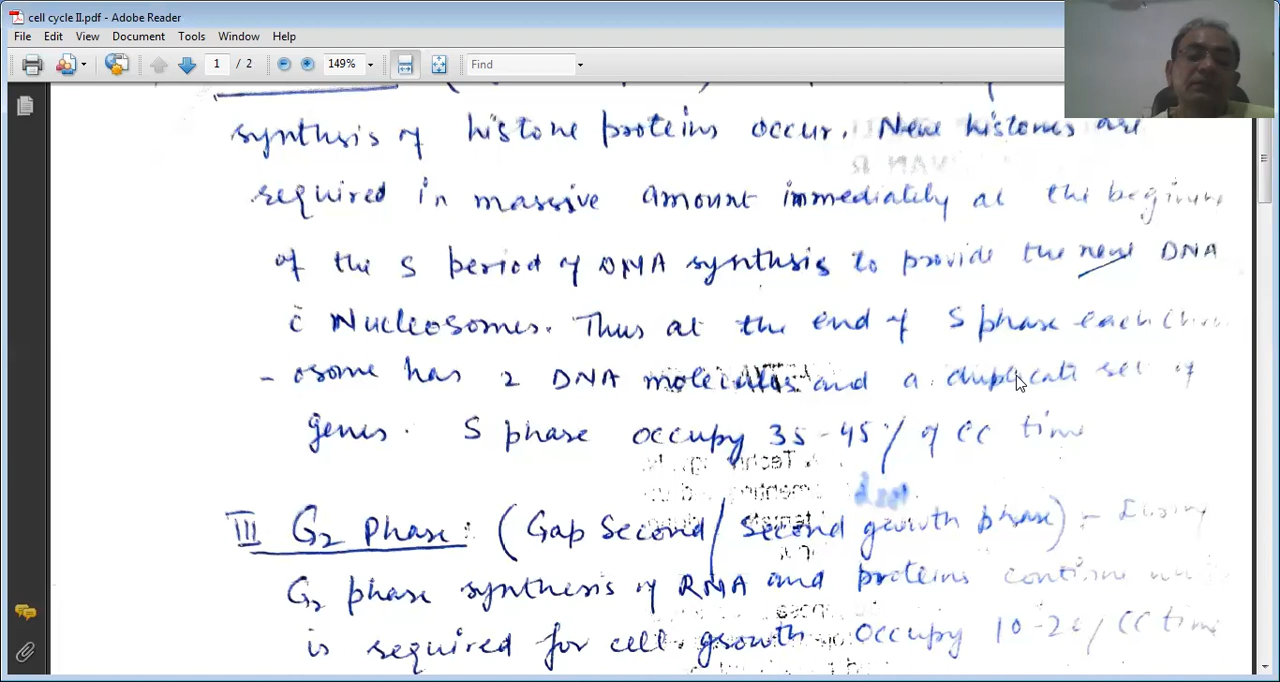 cell cycle II.pdf - Adobe Reader
File Edit View Document Tools Window Help
1 / 2 149% Find
synthesis of histone proteins occur. New histones are
required in massive amount immediately at the beginn
of the S period of DNA synthesis to provide the new DNA
c̄ Nucleosomes. Thus at the end of S phase each chro
- osome has 2 DNA molecules and a duplicate set of
genes. S phase occupy 35-45% of CC time
III G2 Phase: (Gap Second / Second growth phase) :-
G2 phase synthesis of RNA and proteins continue
is required for cell growth. Occupy 10-20% CC time